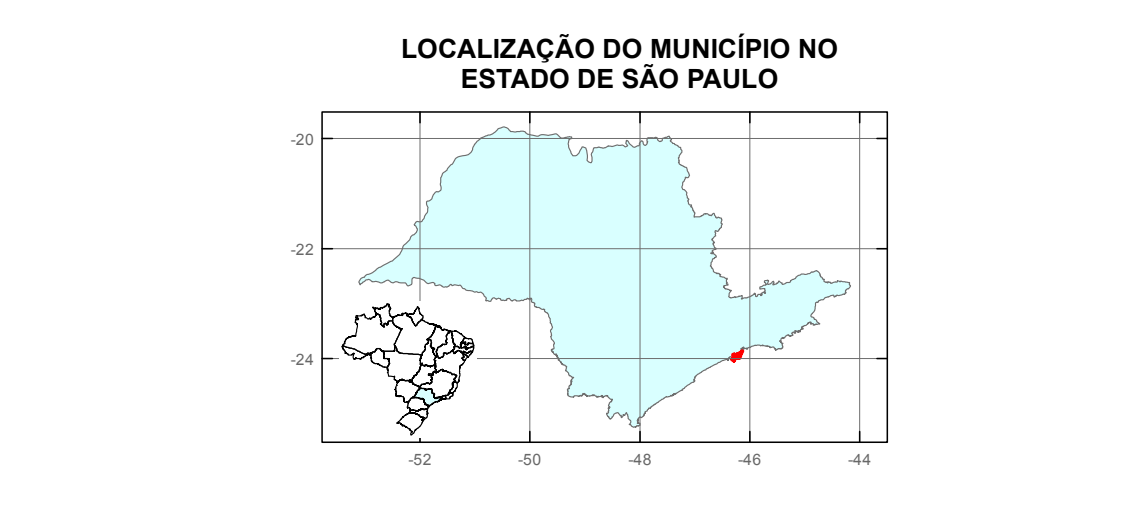 LOCALIZAÇÃO DO MUNICÍPIO NO
ESTADO DE SÃO PAULO
-20
-22
-24
-52 -50 -48 -46 -44